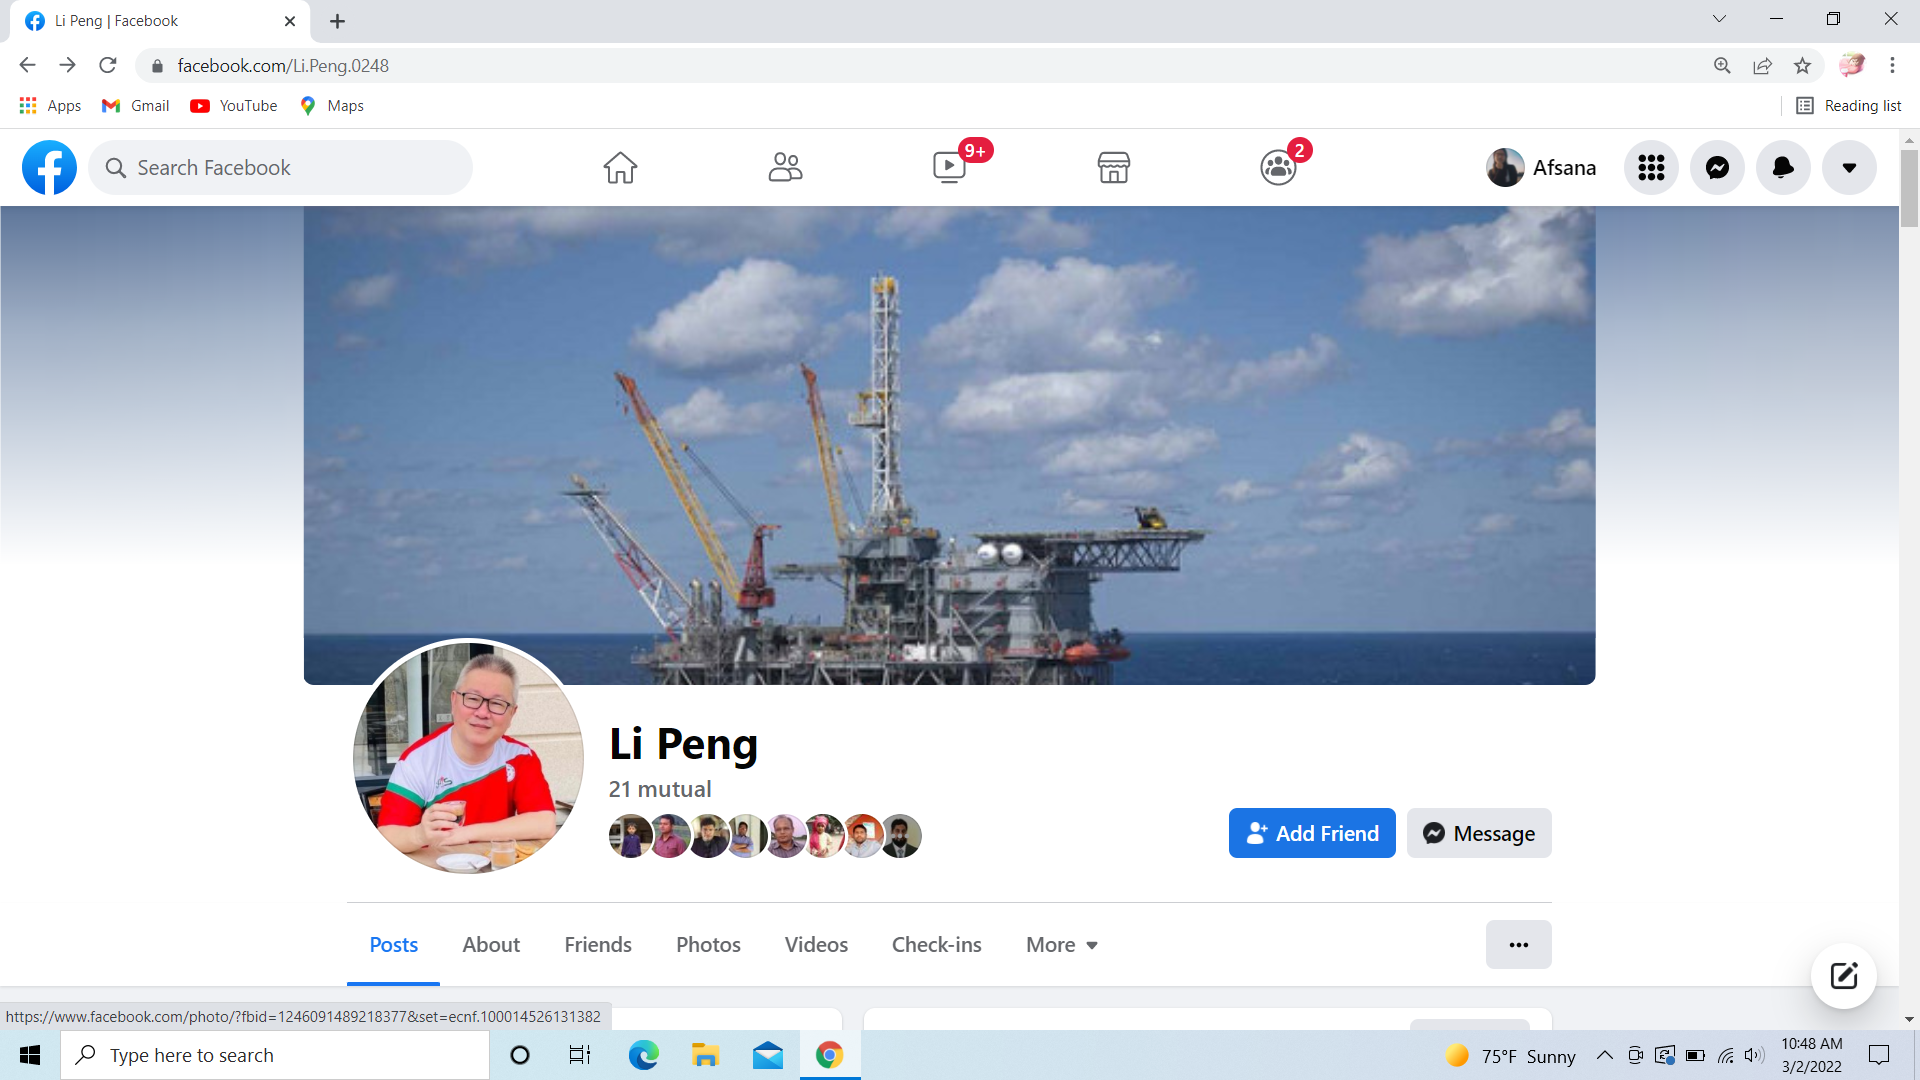 Li Peng | Facebook
facebook.com/Li.Peng.0248
Apps Gmail YouTube Maps Reading list
Search Facebook 9+ 2 Afsana
Li Peng
21 mutual
Add Friend Message
Posts About Friends Photos Videos Check-ins More
https://www.facebook.com/photo/?fbid=1246091489218377&set=ecnf.100014526131382
Type here to search 75°F Sunny 10:48 AM
3/2/2022